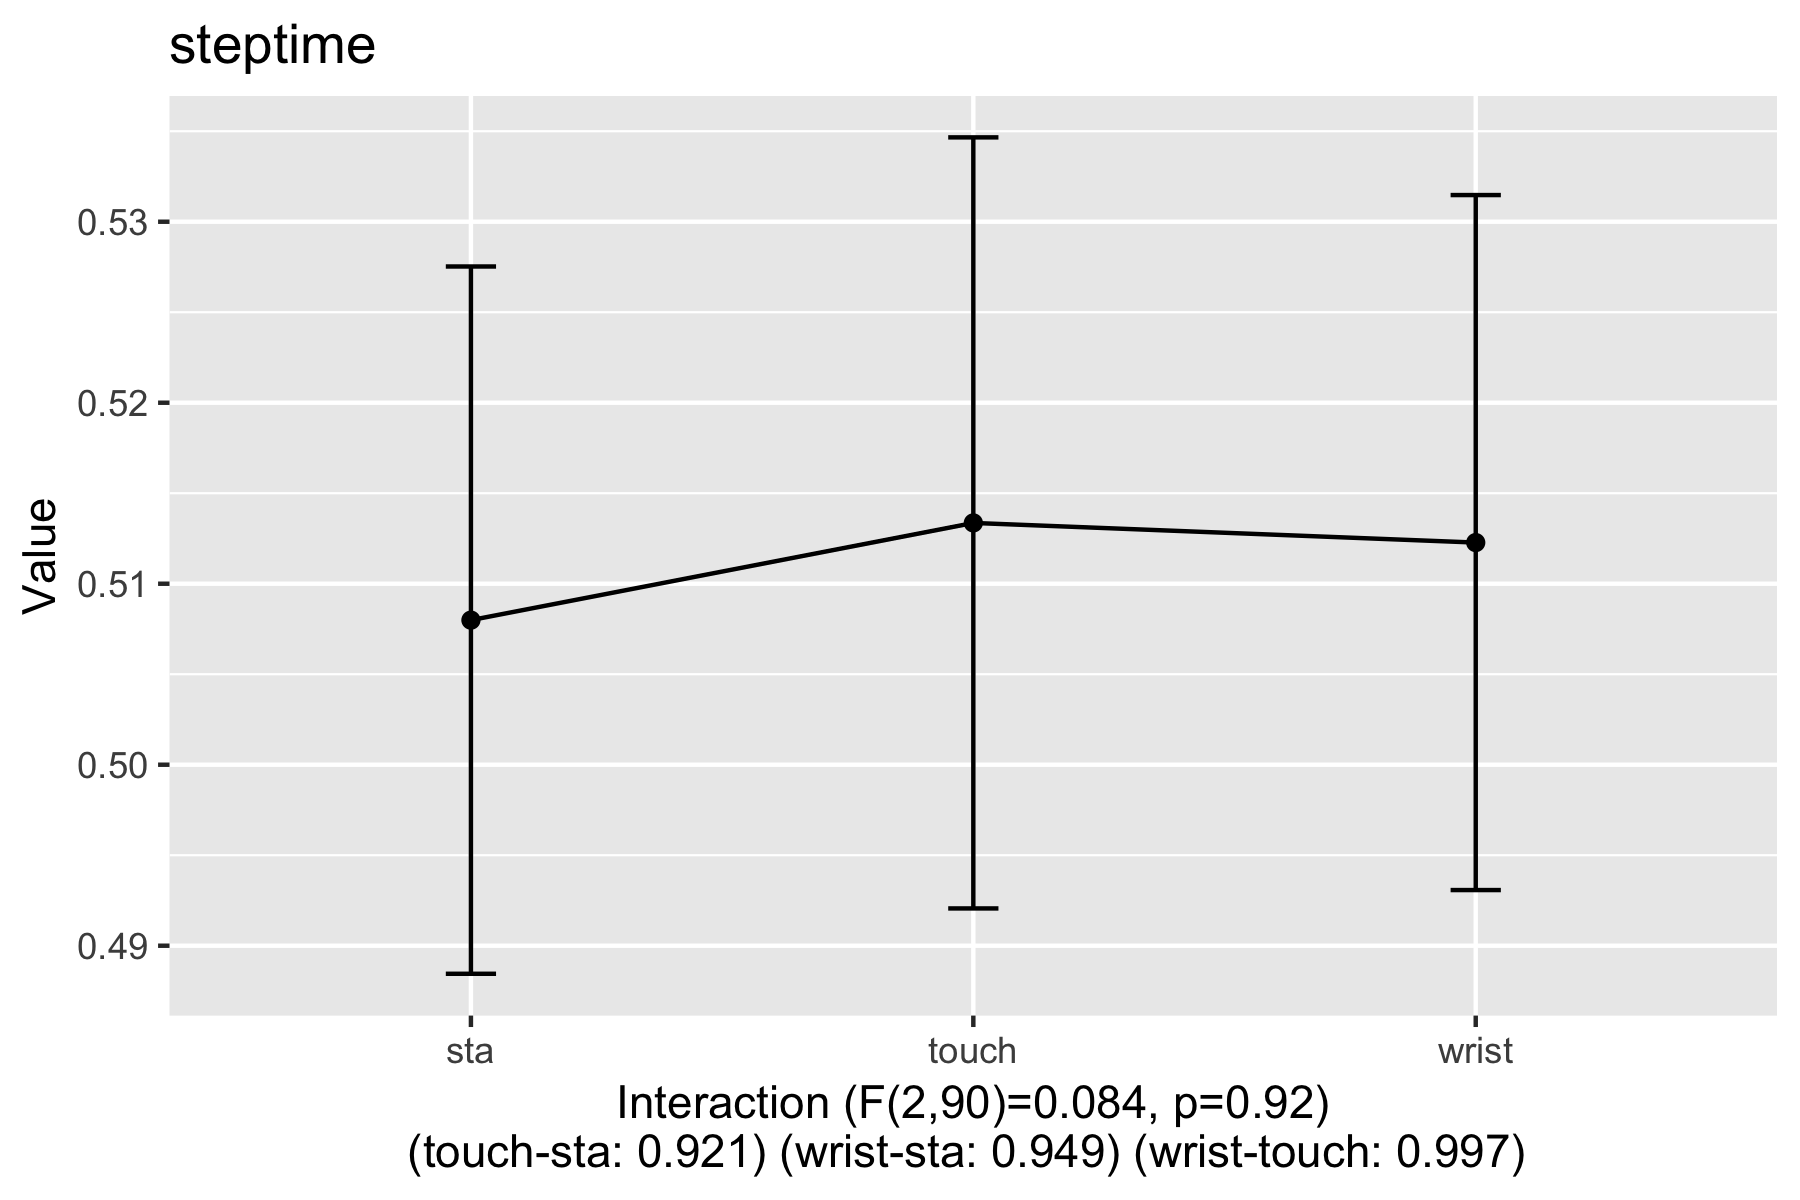 steptime
Value
0.53
0.52
0.51
0.50
0.49
sta touch wrist
Interaction (F(2,90)=0.084, p=0.92)
(touch-sta: 0.921) (wrist-sta: 0.949) (wrist-touch: 0.997)